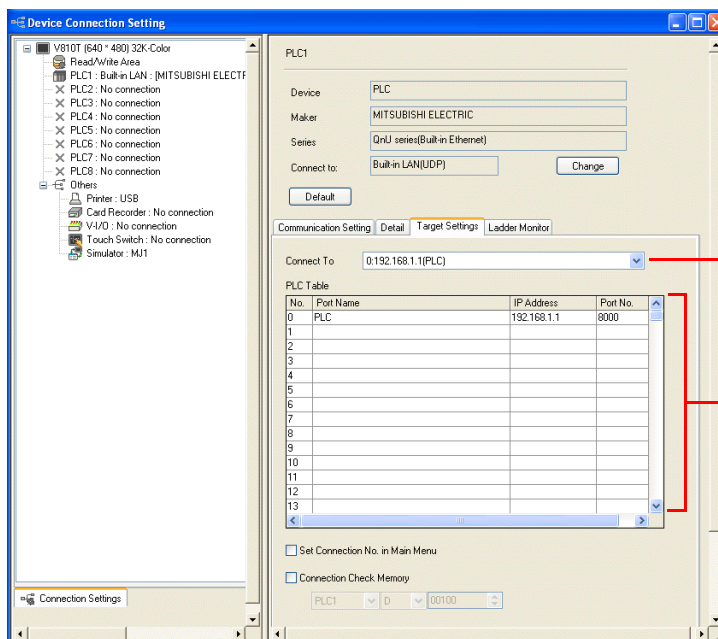 Device Connection Setting
V810T (640 * 480) 32K-Color
Read/Write Area
PLC1 : Built-in LAN : [MITSUBISHI ELECTF
PLC2 : No connection
PLC3 : No connection
PLC4 : No connection
PLC5 : No connection
PLC6 : No connection
PLC7 : No connection
PLC8 : No connection
Others
Printer : USB
Card Recorder : No connection
V-I/O : No connection
Touch Switch : No connection
Simulator : MJ1
Connection Settings
PLC1
Device PLC
Maker MITSUBISHI ELECTRIC
Series QnU series(Built-in Ethernet)
Connect to: Built-in LAN(UDP) Change
Default
Communication Setting Detail Target Settings Ladder Monitor
Connect To 0:192.168.1.1(PLC)
PLC Table
No. Port Name IP Address Port No.
0 PLC 192.168.1.1 8000
1
2
3
4
5
6
7
8
9
10
11
12
13
Set Connection No. in Main Menu
Connection Check Memory
PLC1 D 00100